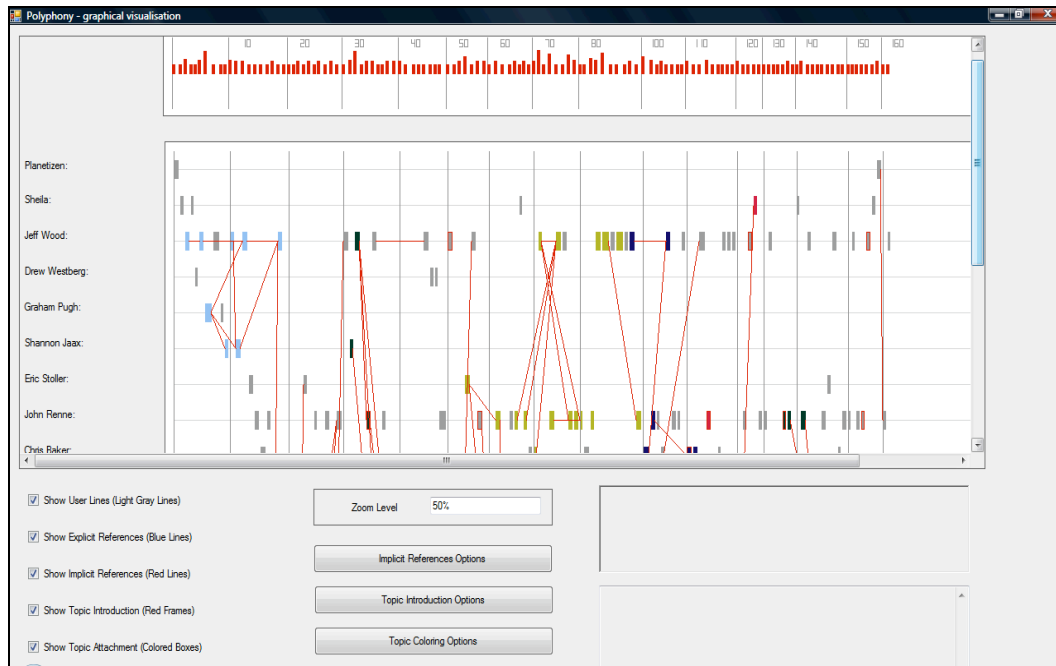 Polyphony - graphical visualisation
10 20 30 40 50 60 70 80 100 110 120 130 140 150 160
Planetizen:
Sheila:
Jeff Wood:
Drew Westberg:
Graham Pugh:
Shannon Jaax:
Eric Stoller:
John Renne:
Chris Baker:
Show User Lines (Light Gray Lines)
Zoom Level 50%
Show Explicit References (Blue Lines)
Implicit References Options
Show Implicit References (Red Lines)
Topic Introduction Options
Show Topic Introduction (Red Frames)
Topic Coloring Options
Show Topic Attachment (Colored Boxes)